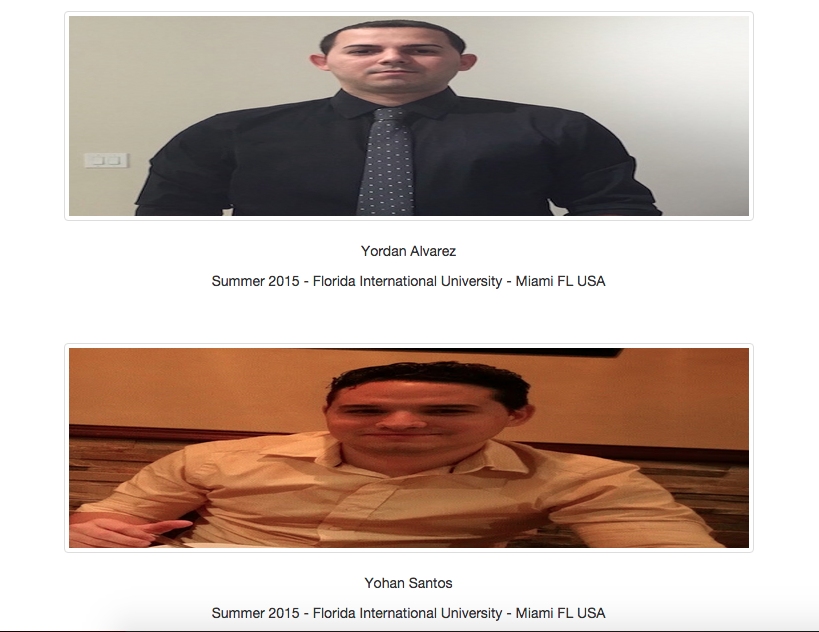 Yordan Alvarez
Summer 2015 - Florida International University - Miami FL USA
Yohan Santos
Summer 2015 - Florida International University - Miami FL USA